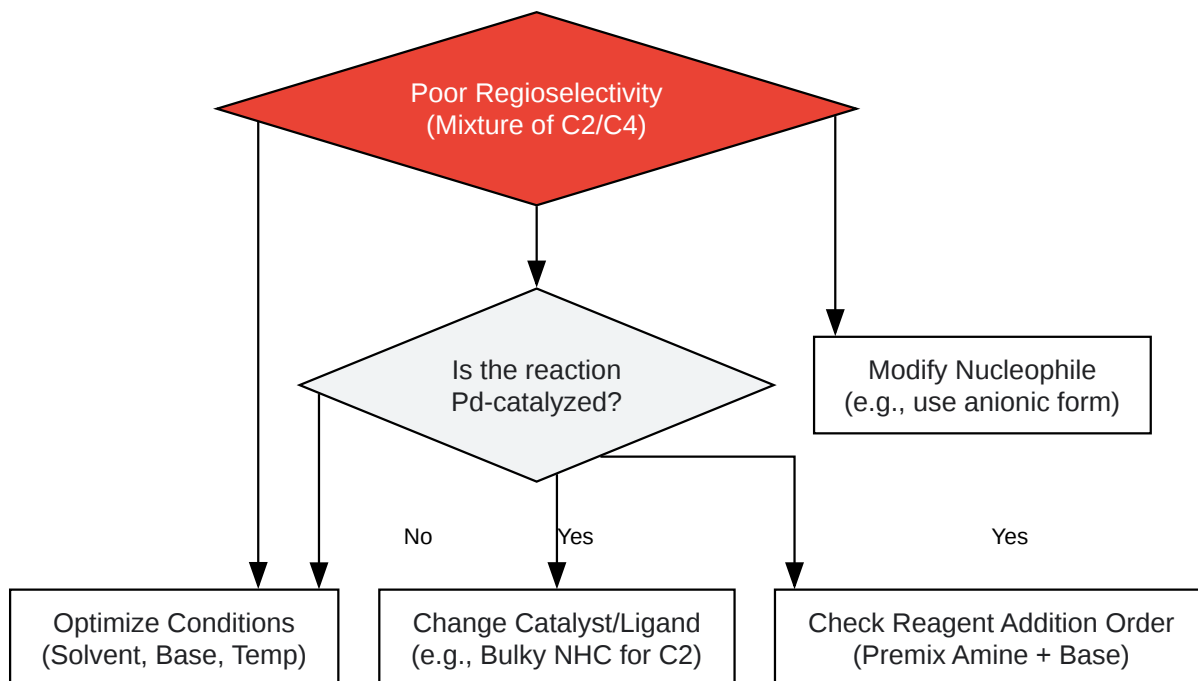 Poor Regioselectivity
(Mixture of C2/C4)
Is the reaction
Pd-catalyzed?
Modify Nucleophile
(e.g., use anionic form)
No
Yes
Yes
Optimize Conditions
(Solvent, Base, Temp)
Change Catalyst/Ligand
(e.g., Bulky NHC for C2)
Check Reagent Addition Order
(Premix Amine + Base)